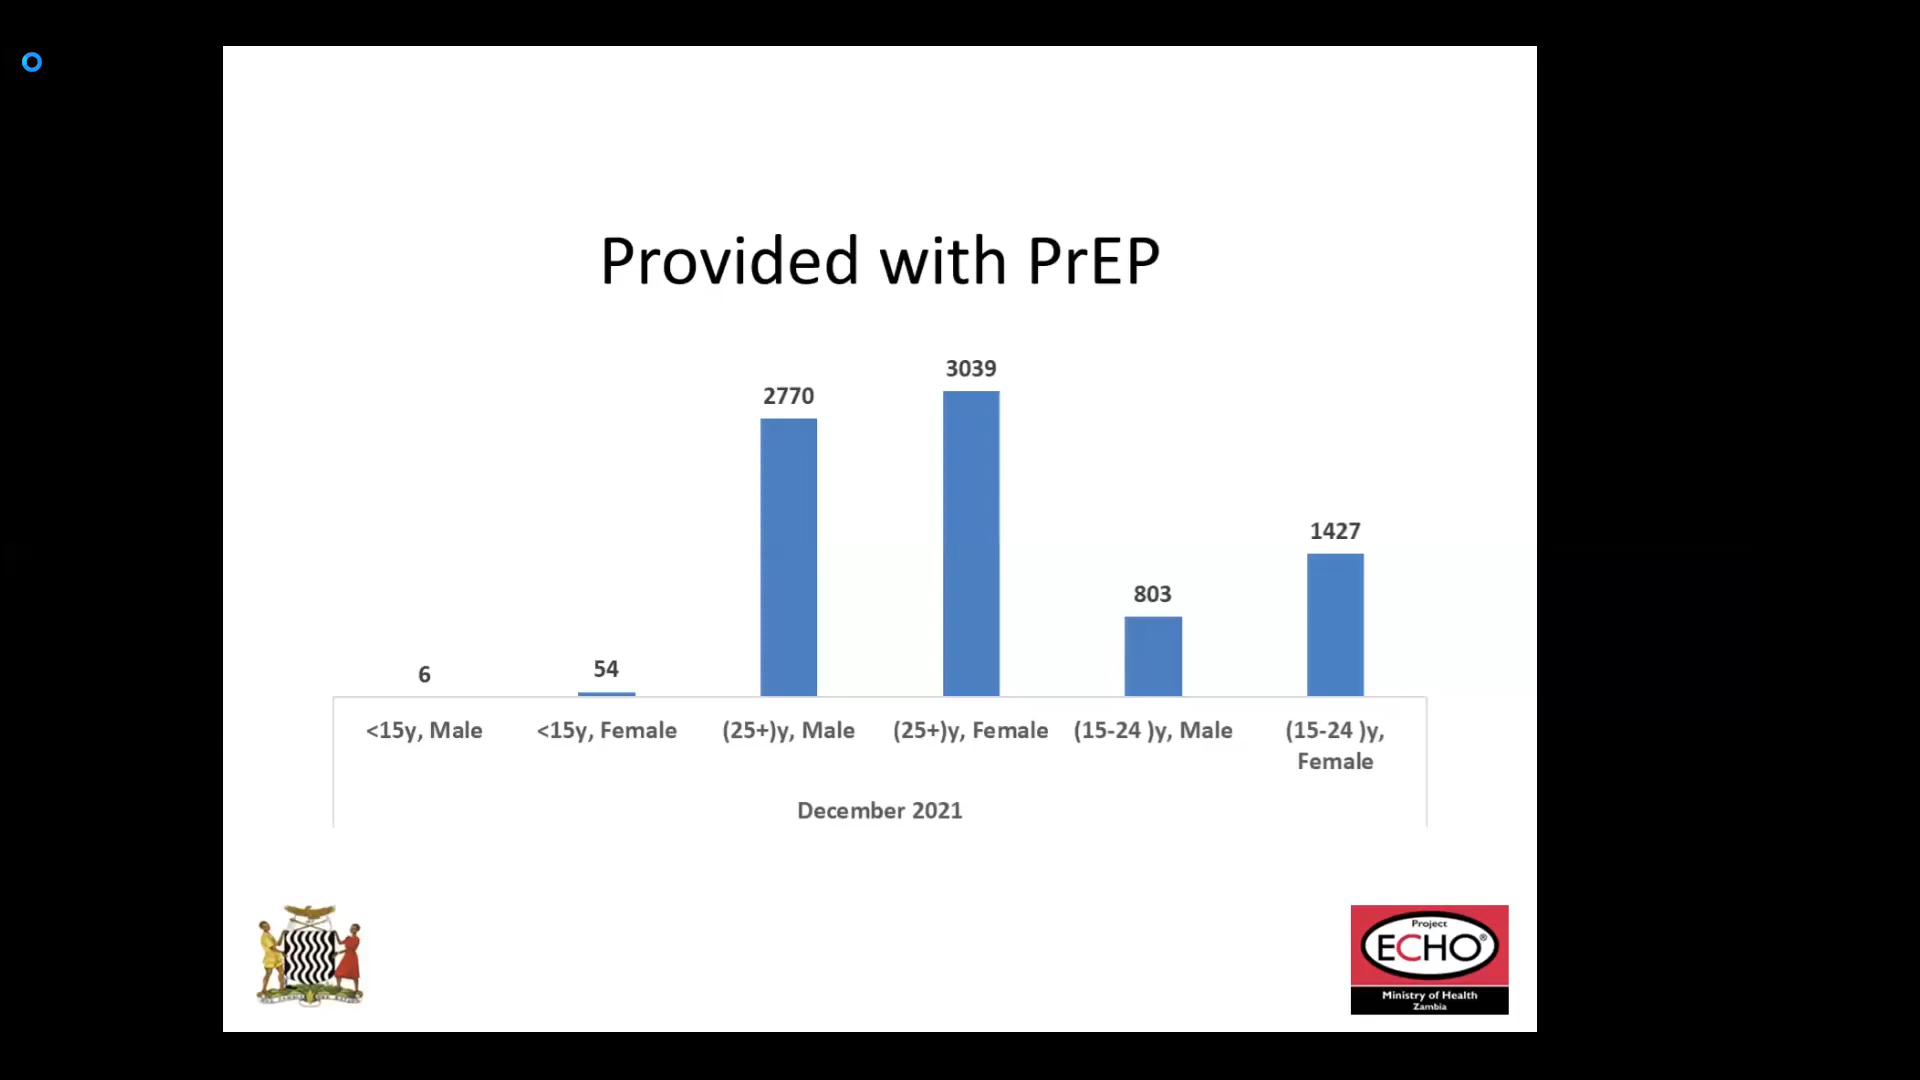 Provided with PrEP
3039
2770
1427
803
54
6
<15y, Male
<15y, Female
(25+)y, Male
(25+)y, Female
(15-24 )y, Male
(15-24 )y,
Female
December 2021
Project
ECHO®
Ministry of Health
Zambia